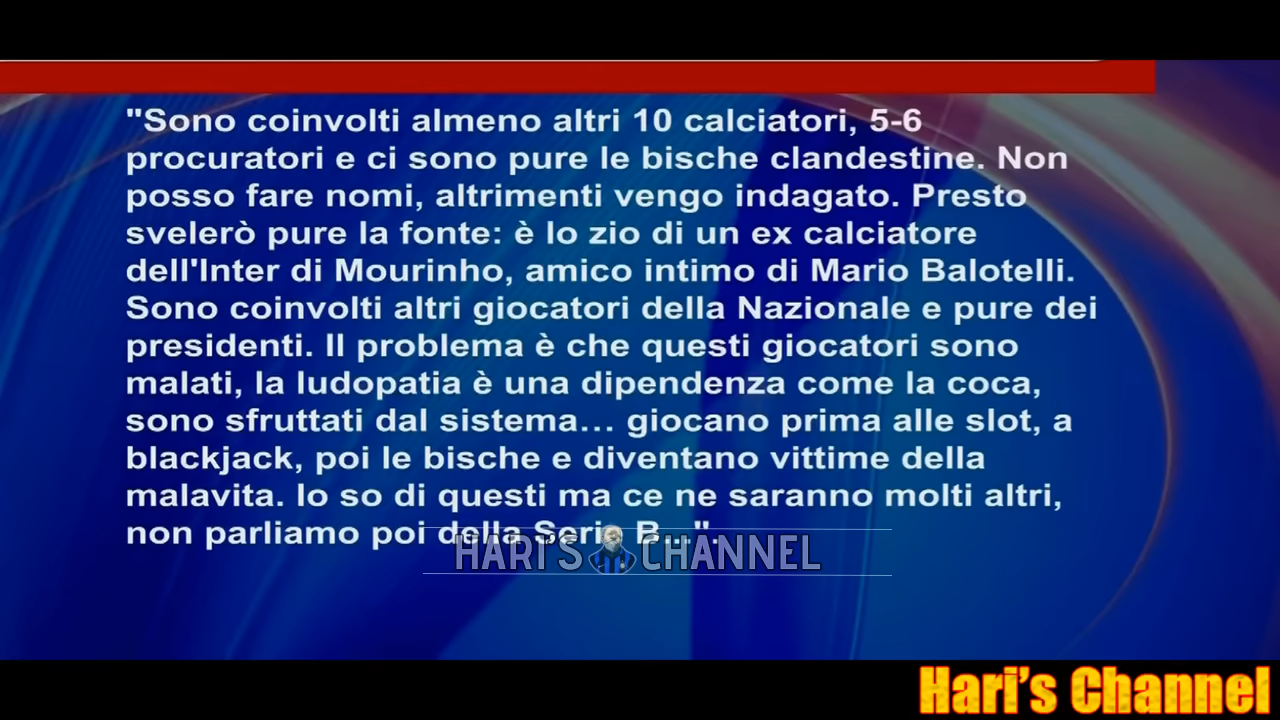 "Sono coinvolti almeno altri 10 calciatori, 5-6
procuratori e ci sono pure le bische clandestine. Non
posso fare nomi, altrimenti vengo indagato. Presto
svelerò pure la fonte: è lo zio di un ex calciatore
dell'Inter di Mourinho, amico intimo di Mario Balotelli.
Sono coinvolti altri giocatori della Nazionale e pure dei
presidenti. Il problema è che questi giocatori sono
malati, la ludopatia è una dipendenza come la coca,
sono sfruttati dal sistema... giocano prima alle slot, a
blackjack, poi le bische e diventano vittime della
malavita. Io so di questi ma ce ne saranno molti altri,
non parliamo poi della Serie B...".
HARI'S CHANNEL
Hari's Channel